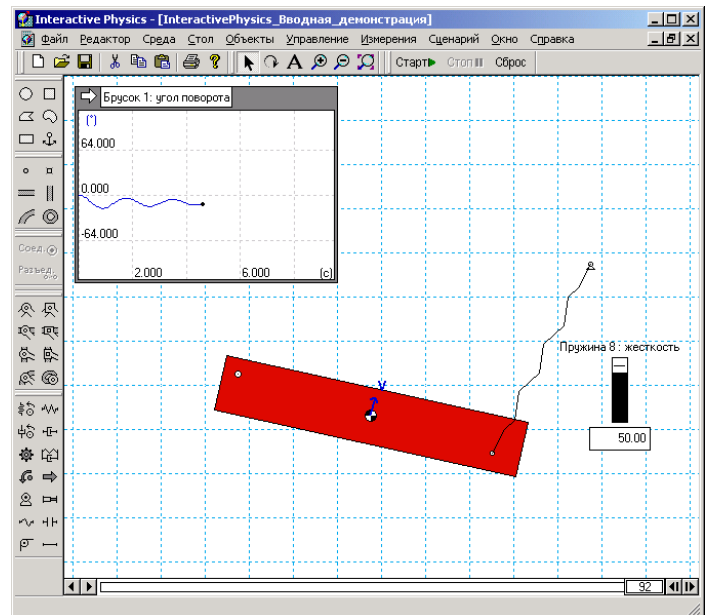 Interactive Physics - [InteractivePhysics_Вводная_демонстрация]
Файл Редактор Среда Стол Объекты Управление Измерения Сценарий Окно Справка
A Старт Стоп Сброс
Брусок 1: угол поворота
(°)
64.000
0.000
-64.000
2.000 6.000 (с)
Соед.
Разъед.
V
Пружина 8 : жесткость
50.00
92